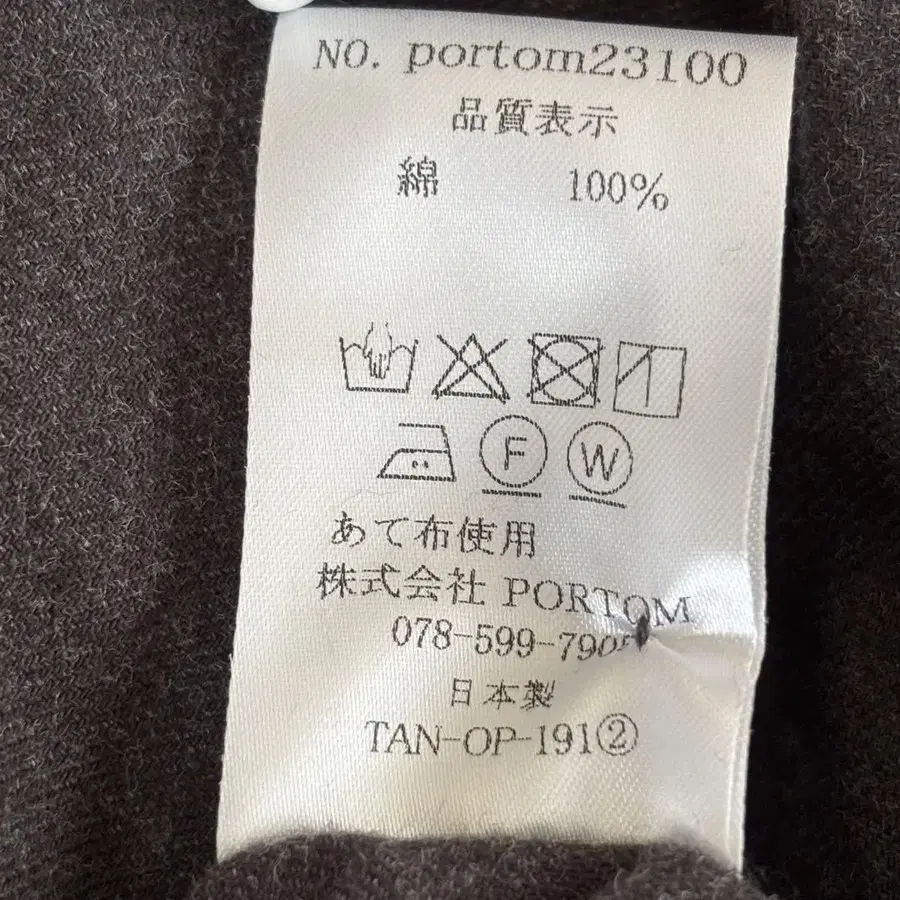 NO. portom23100
品質表示
綿 100%
F W
あて布使用
株式会社 PORTOM
078-599-790
日本製
TAN-OP-191②